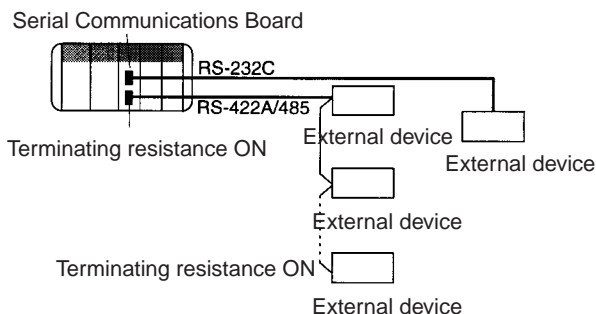 Serial Communications Board
RS-232C
RS-422A/485
Terminating resistance ON
External device
External device
External device
Terminating resistance ON
External device